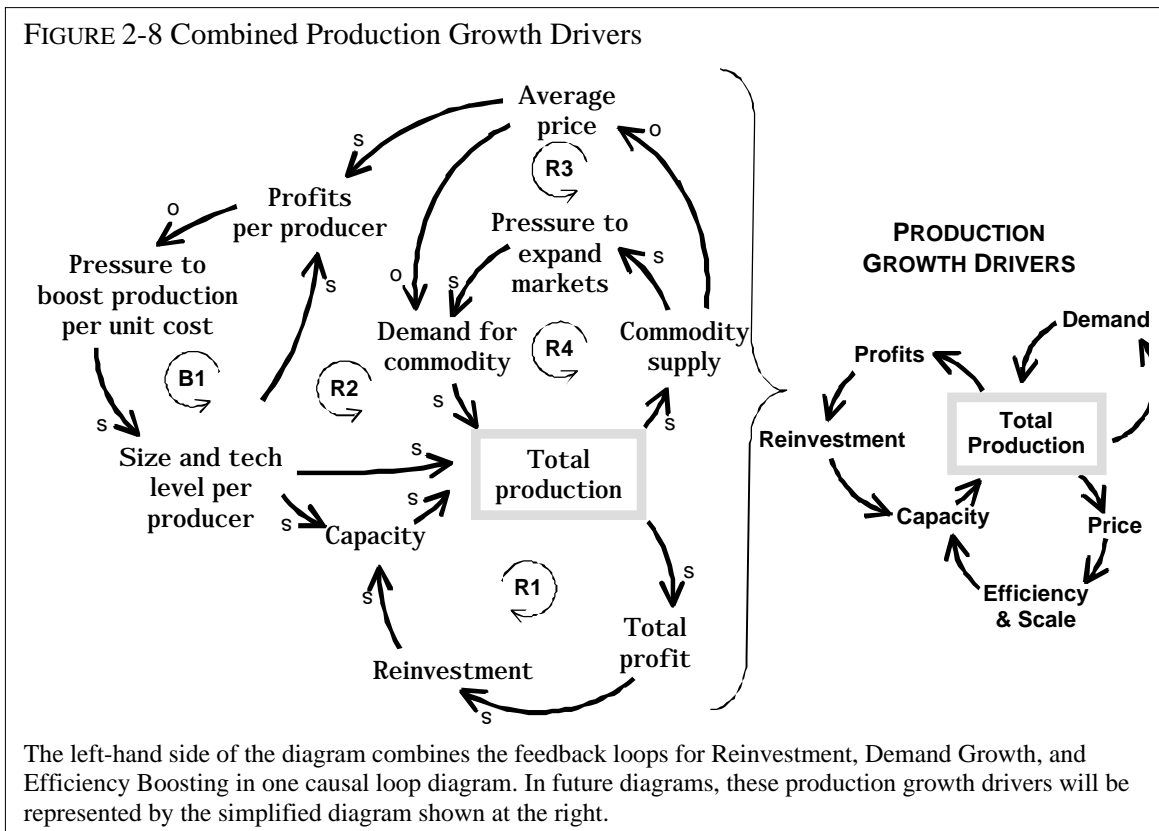 FIGURE 2-8 Combined Production Growth Drivers
Average
price
s
o
R3
Profits
per producer
o
Pressure to
expand
markets
PRODUCTION
GROWTH DRIVERS
Pressure to
boost production
per unit cost
s
o
s
s
Demand for
commodity
R4
Commodity
supply
Demand
Profits
B1
R2
s
s
s
Reinvestment
Total
Production
Size and tech
level per
producer
s
Total
production
s
s
Capacity
Capacity
Price
R1
s
s
Efficiency
& Scale
Total
profit
Reinvestment
s
The left-hand side of the diagram combines the feedback loops for Reinvestment, Demand Growth, and
Efficiency Boosting in one causal loop diagram. In future diagrams, these production growth drivers will be
represented by the simplified diagram shown at the right.